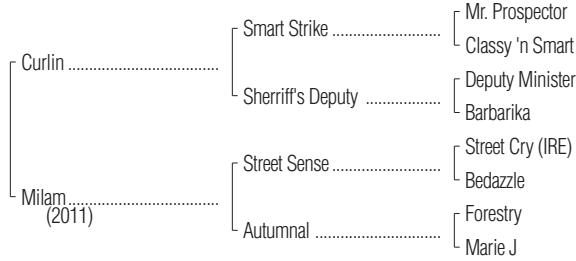 Mr. Prospector
Smart Strike ........................
Classy 'n Smart
Curlin .................................
Deputy Minister
Sherriff's Deputy ................
Barbarika
Street Cry (IRE)
Street Sense .......................
Bedazzle
Milam.................................
(2011)
Forestry
Autumnal ...........................
Marie J